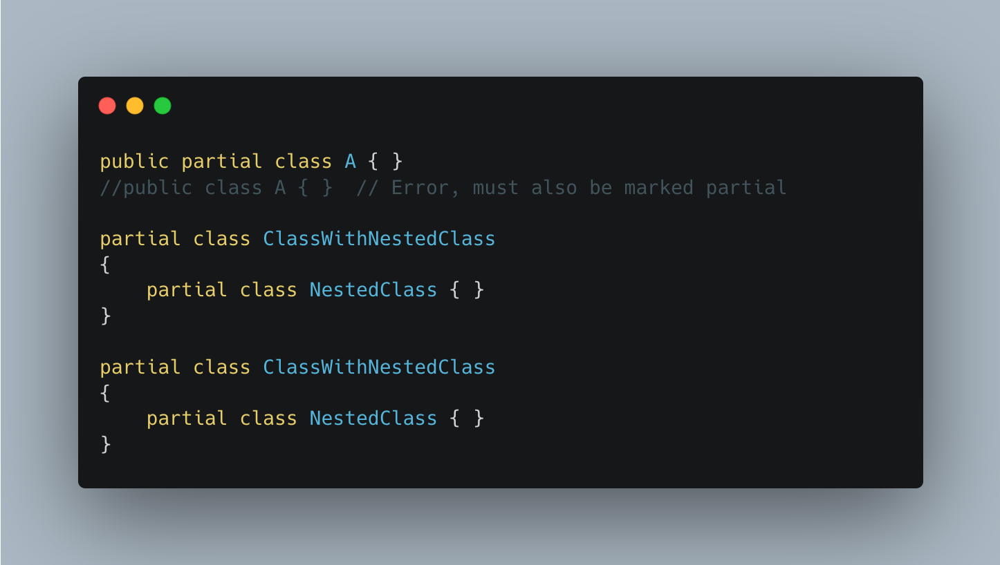 public partial class A { }
//public class A { }  // Error, must also be marked partial

partial class ClassWithNestedClass
{
    partial class NestedClass { }
}

partial class ClassWithNestedClass
{
    partial class NestedClass { }
}